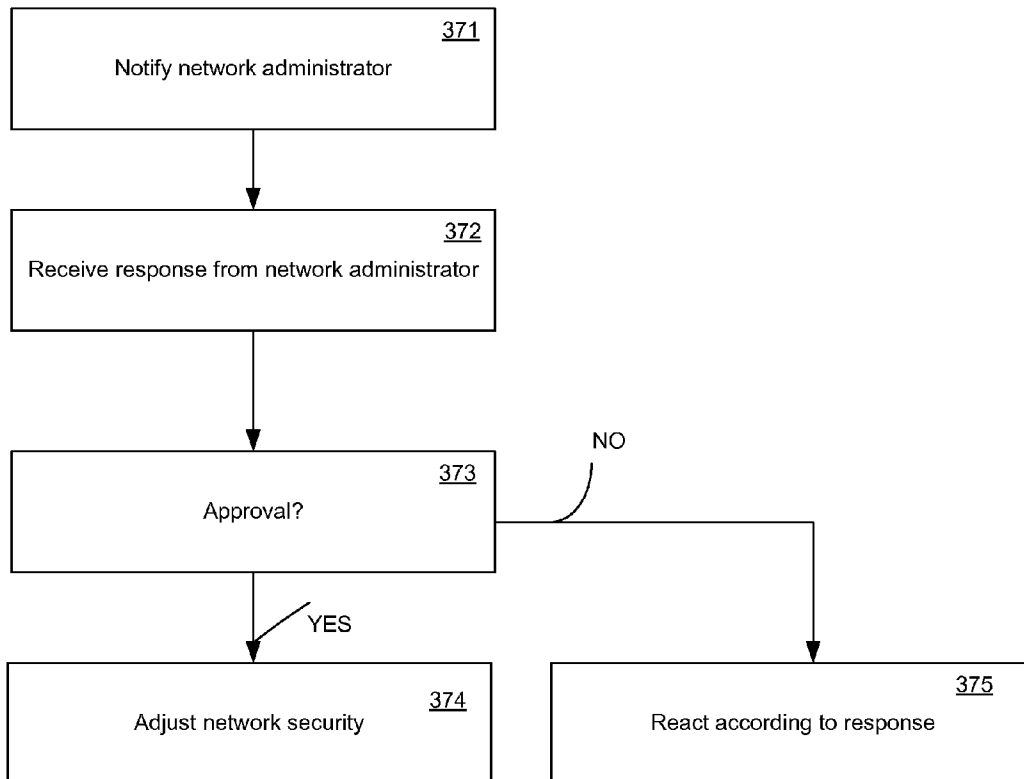 371
Notify network administrator
372
Receive response from network administrator
373
Approval?
NO
YES
374
Adjust network security
375
React according to response